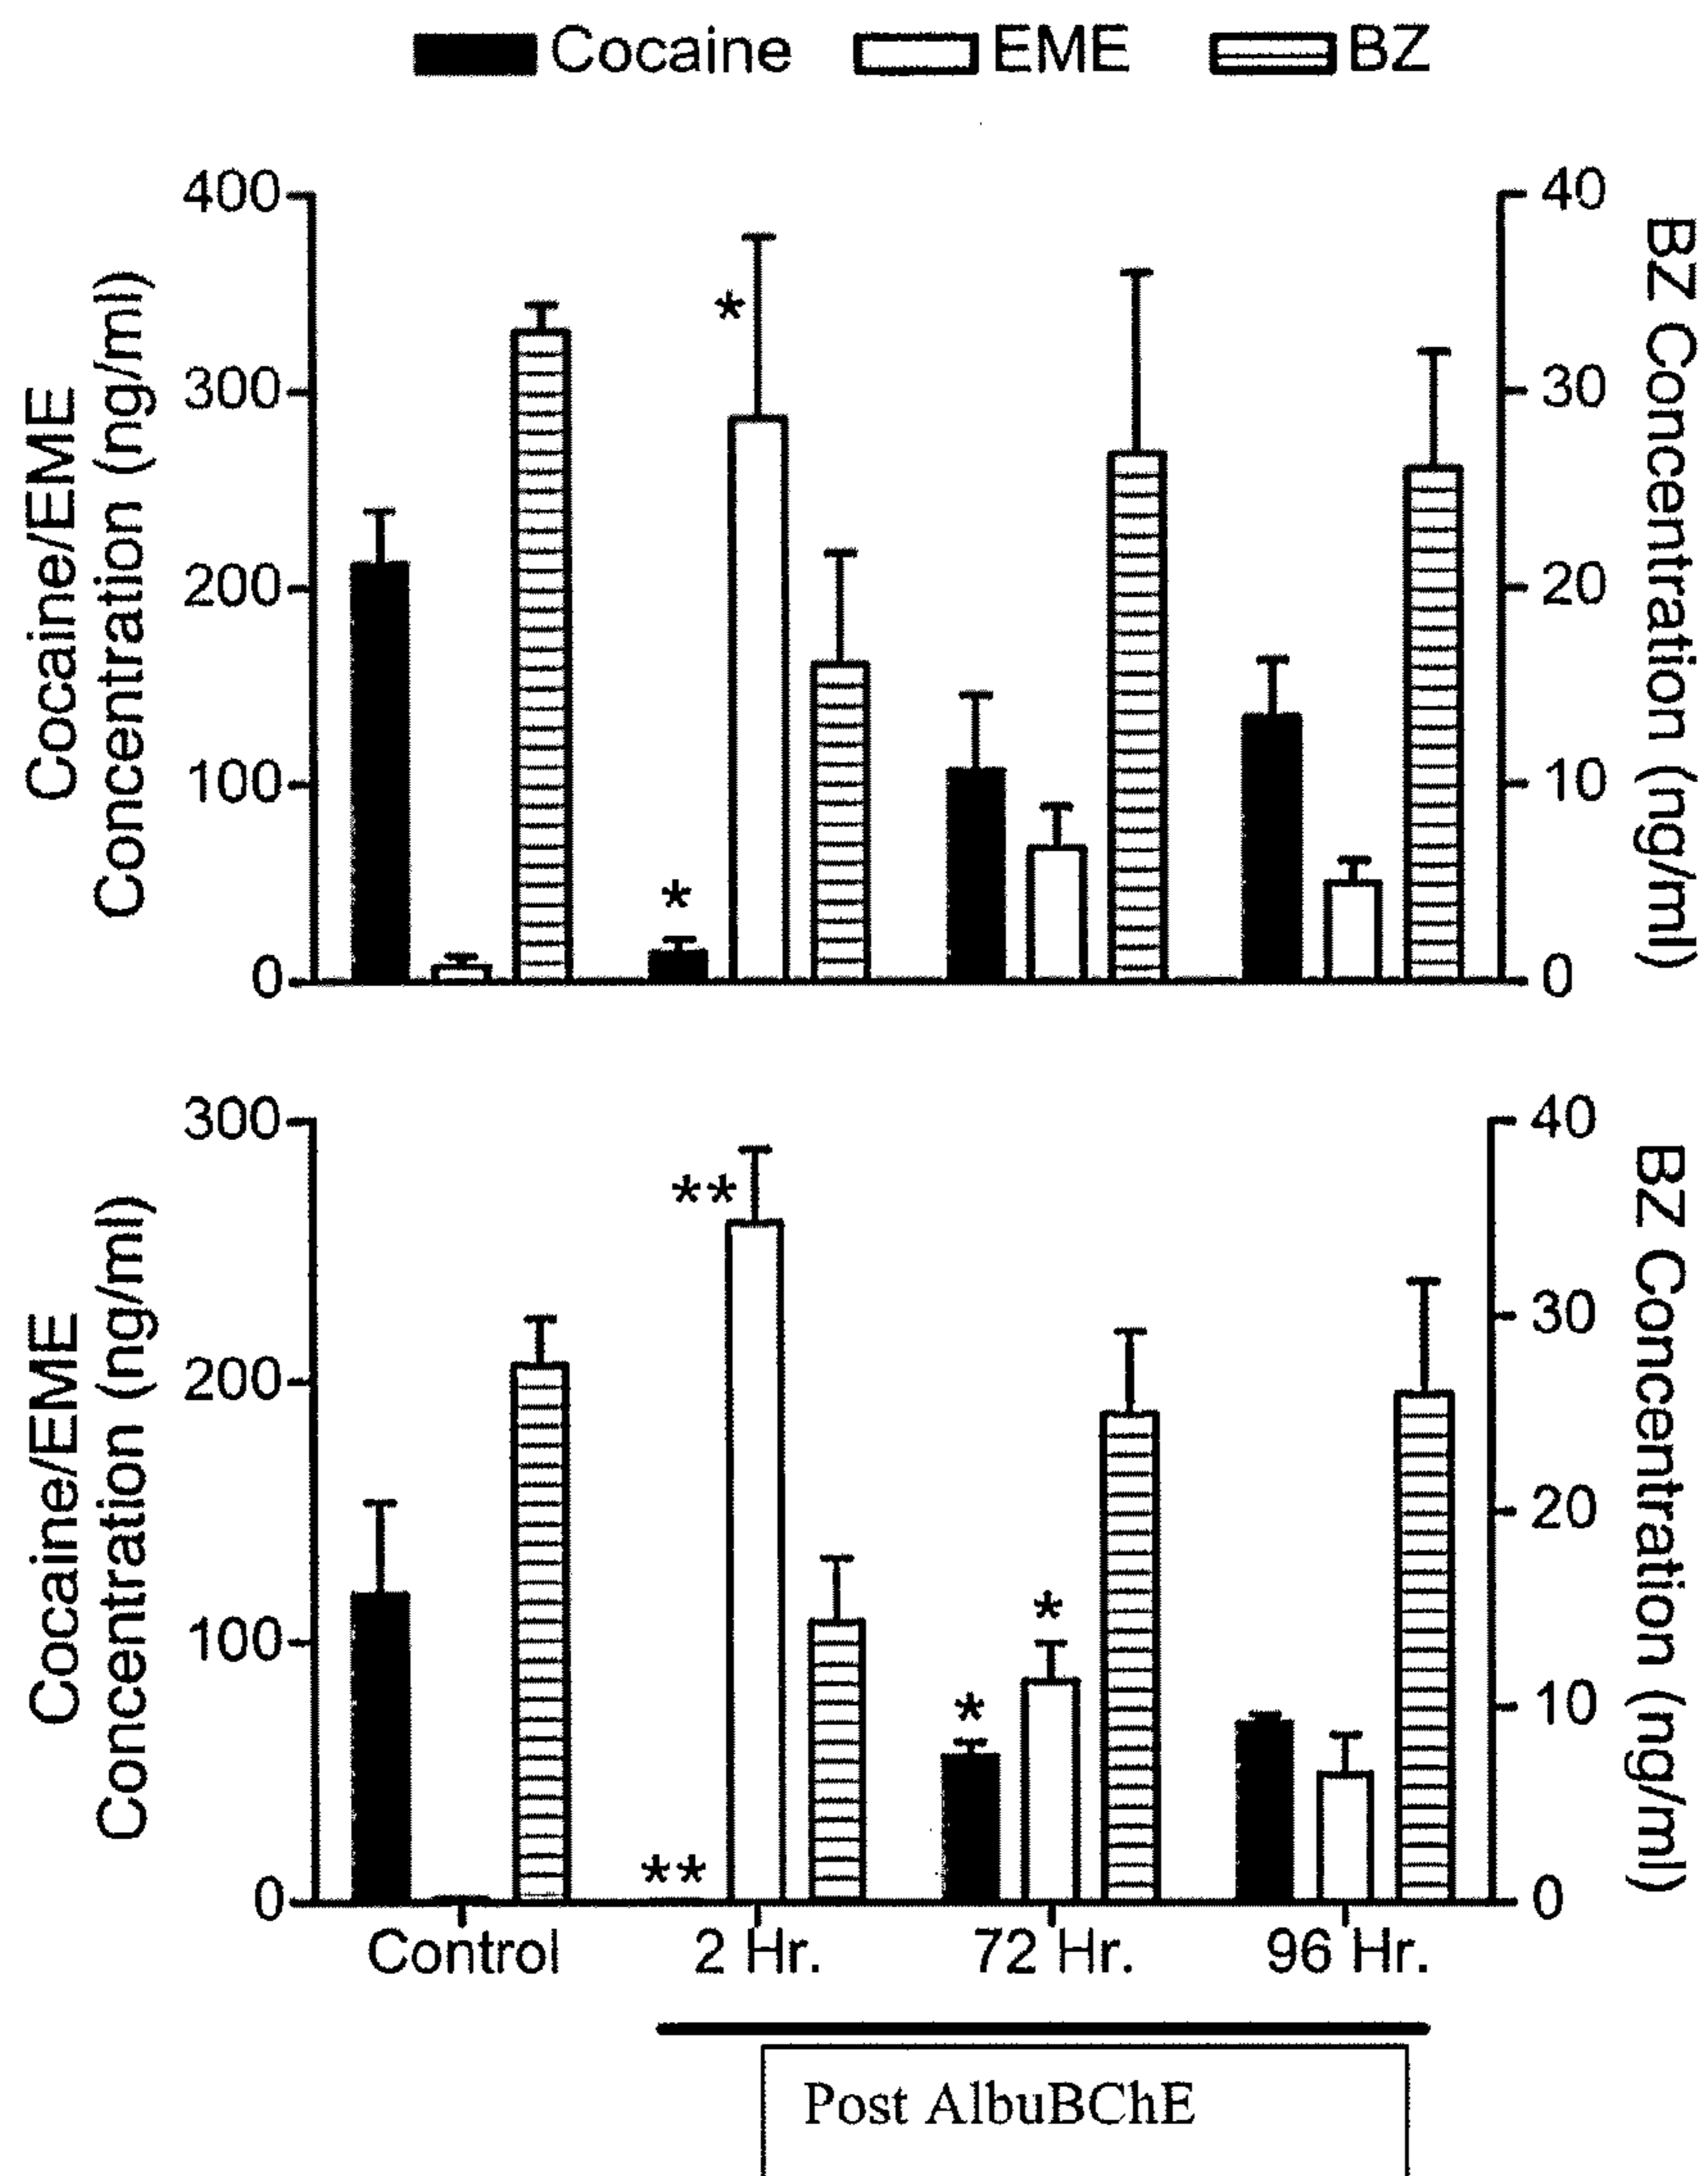 Cocaine EME BZ
Cocaine/EME
Concentration (ng/ml)
400
300
200
100
0
*
*
40
30
20
10
0
BZ Concentration (ng/ml)
Cocaine/EME
Concentration (ng/ml)
300
200
100
0
**
**
*
*
40
30
20
10
0
BZ Concentration (ng/ml)
Control 2 Hr. 72 Hr. 96 Hr.
Post AlbuBChE